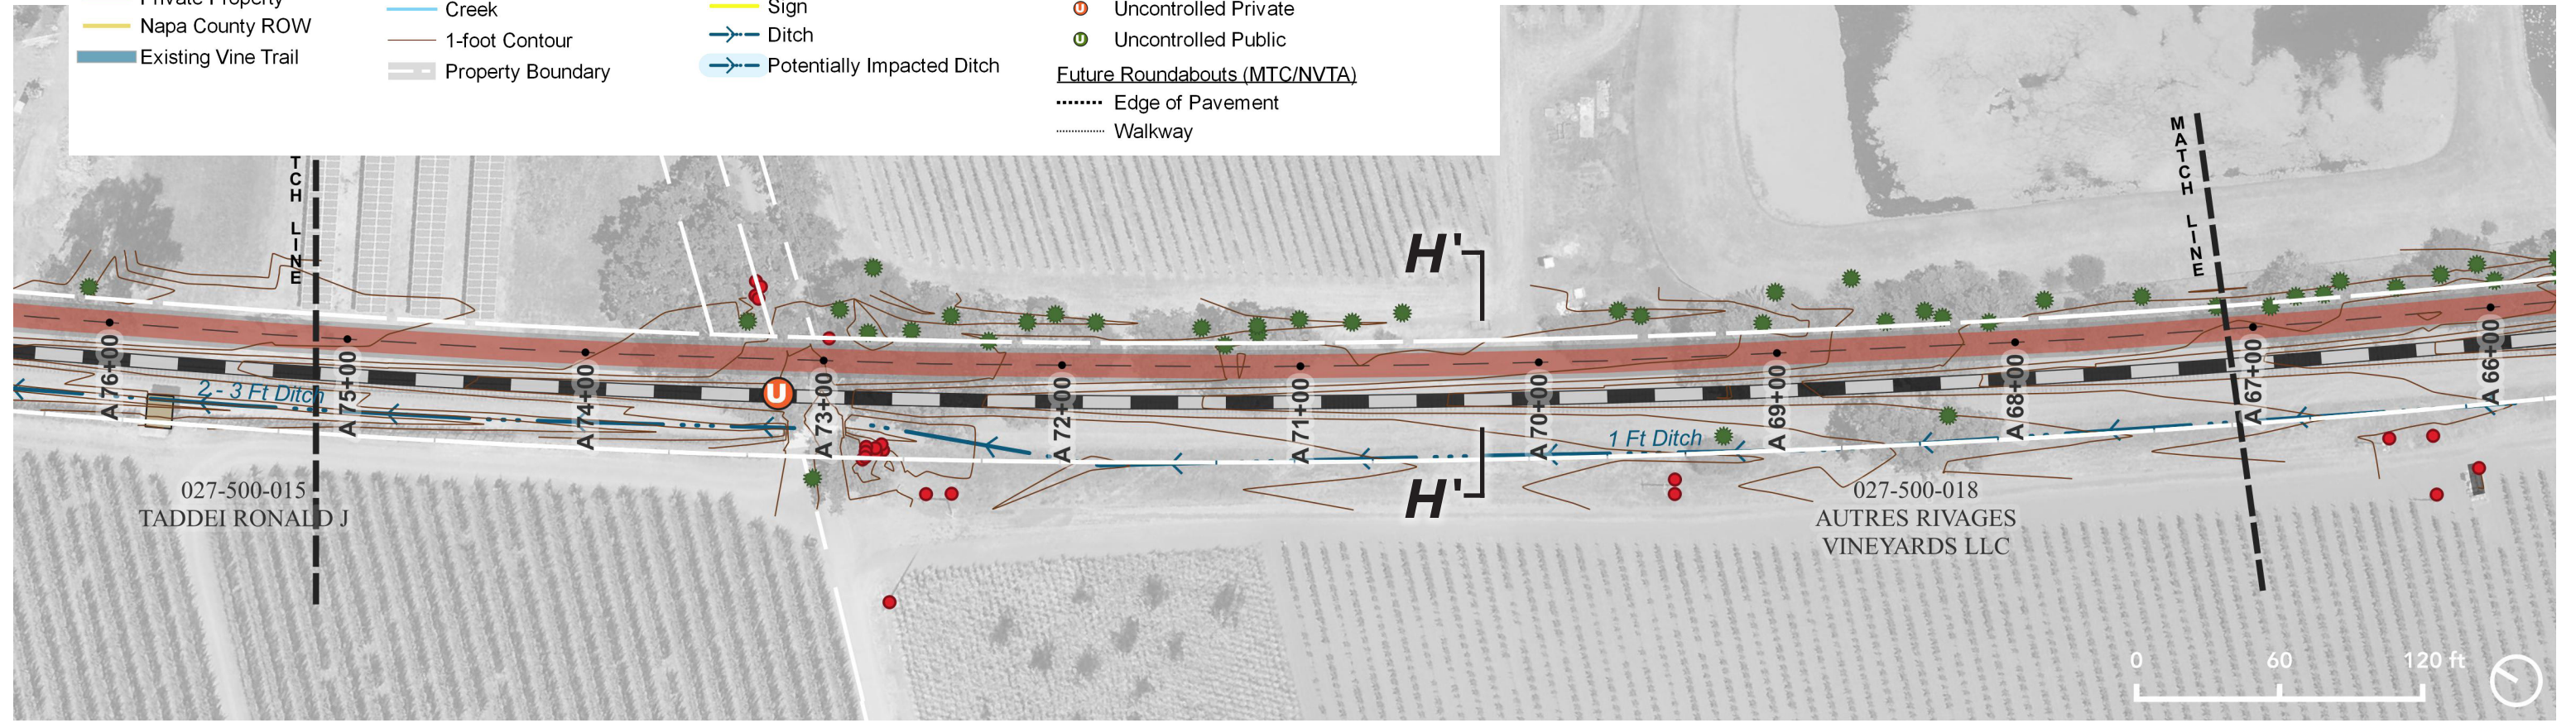 Private Property
Napa County ROW
Existing Vine Trail
Creek
1-foot Contour
Property Boundary
Sign
Ditch
Potentially Impacted Ditch
Uncontrolled Private
Uncontrolled Public
Future Roundabouts (MTC/NVTA)
Edge of Pavement
Walkway
U
U
TCH LINE
MATCH LINE
H'
H'
U
A 76+00
A 75+00
A 74+00
A 73+00
A 72+00
A 71+00
A 70+00
A 69+00
A 68+00
A 67+00
A 66+00
2 - 3 Ft Ditch
1 Ft Ditch
027-500-015
TADDEI RONALD J
027-500-018
AUTRES RIVAGES
VINEYARDS LLC
0 60 120 ft